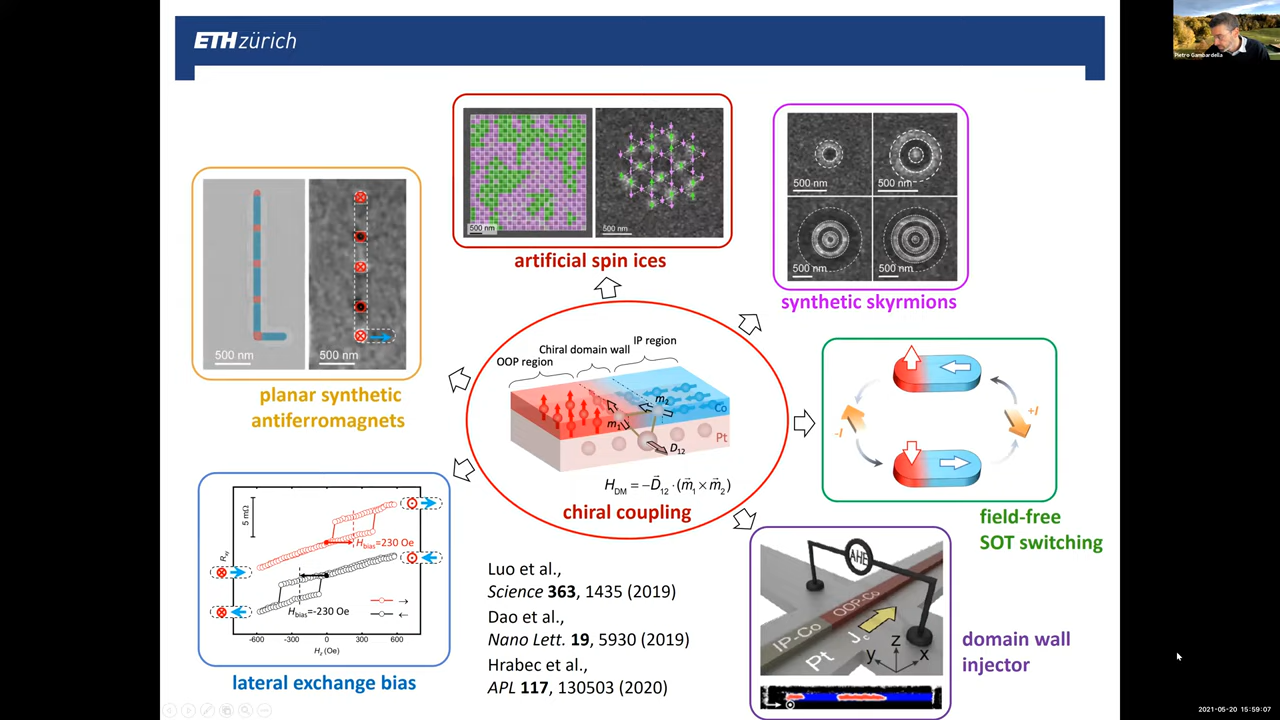 ETHzürich
Pietro Gambardella
500 nm
500 nm
artificial spin ices
500 nm
500 nm
500 nm
500 nm
synthetic skyrmions
500 nm
500 nm
planar synthetic
antiferromagnets
OOP region
Chiral domain wall
IP region
m₁
m₂
Co
Pt
D₁₂
H_DM = −D⃗₁₂ · (m⃗₁ × m⃗₂)
chiral coupling
-I
+I
field-free
SOT switching
5 mΩ
H_bias=230 Oe
H_bias=-230 Oe
→
←
-600 -300 0 300 600
H_z (Oe)
lateral exchange bias
Luo et al.,
Science 363, 1435 (2019)
Dao et al.,
Nano Lett. 19, 5930 (2019)
Hrabec et al.,
APL 117, 130503 (2020)
AHE
OOP-Co
IP-Co
J_c
Pt
z
y
x
domain wall
injector
2021-05-20 15:59:07